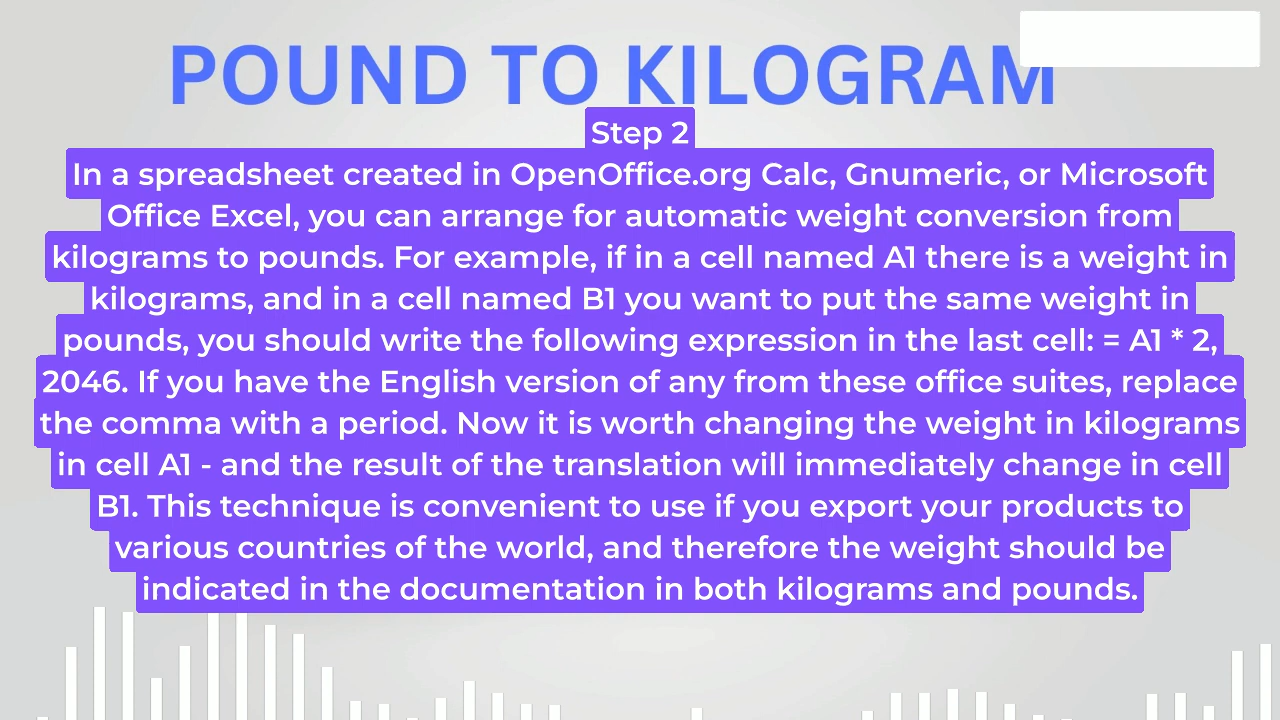 POUND TO KILOGRAM
Step 2
In a spreadsheet created in OpenOffice.org Calc, Gnumeric, or Microsoft
Office Excel, you can arrange for automatic weight conversion from
kilograms to pounds. For example, if in a cell named A1 there is a weight in
kilograms, and in a cell named B1 you want to put the same weight in
pounds, you should write the following expression in the last cell: = A1 * 2,
2046. If you have the English version of any from these office suites, replace
the comma with a period. Now it is worth changing the weight in kilograms
in cell A1 - and the result of the translation will immediately change in cell
B1. This technique is convenient to use if you export your products to
various countries of the world, and therefore the weight should be
indicated in the documentation in both kilograms and pounds.